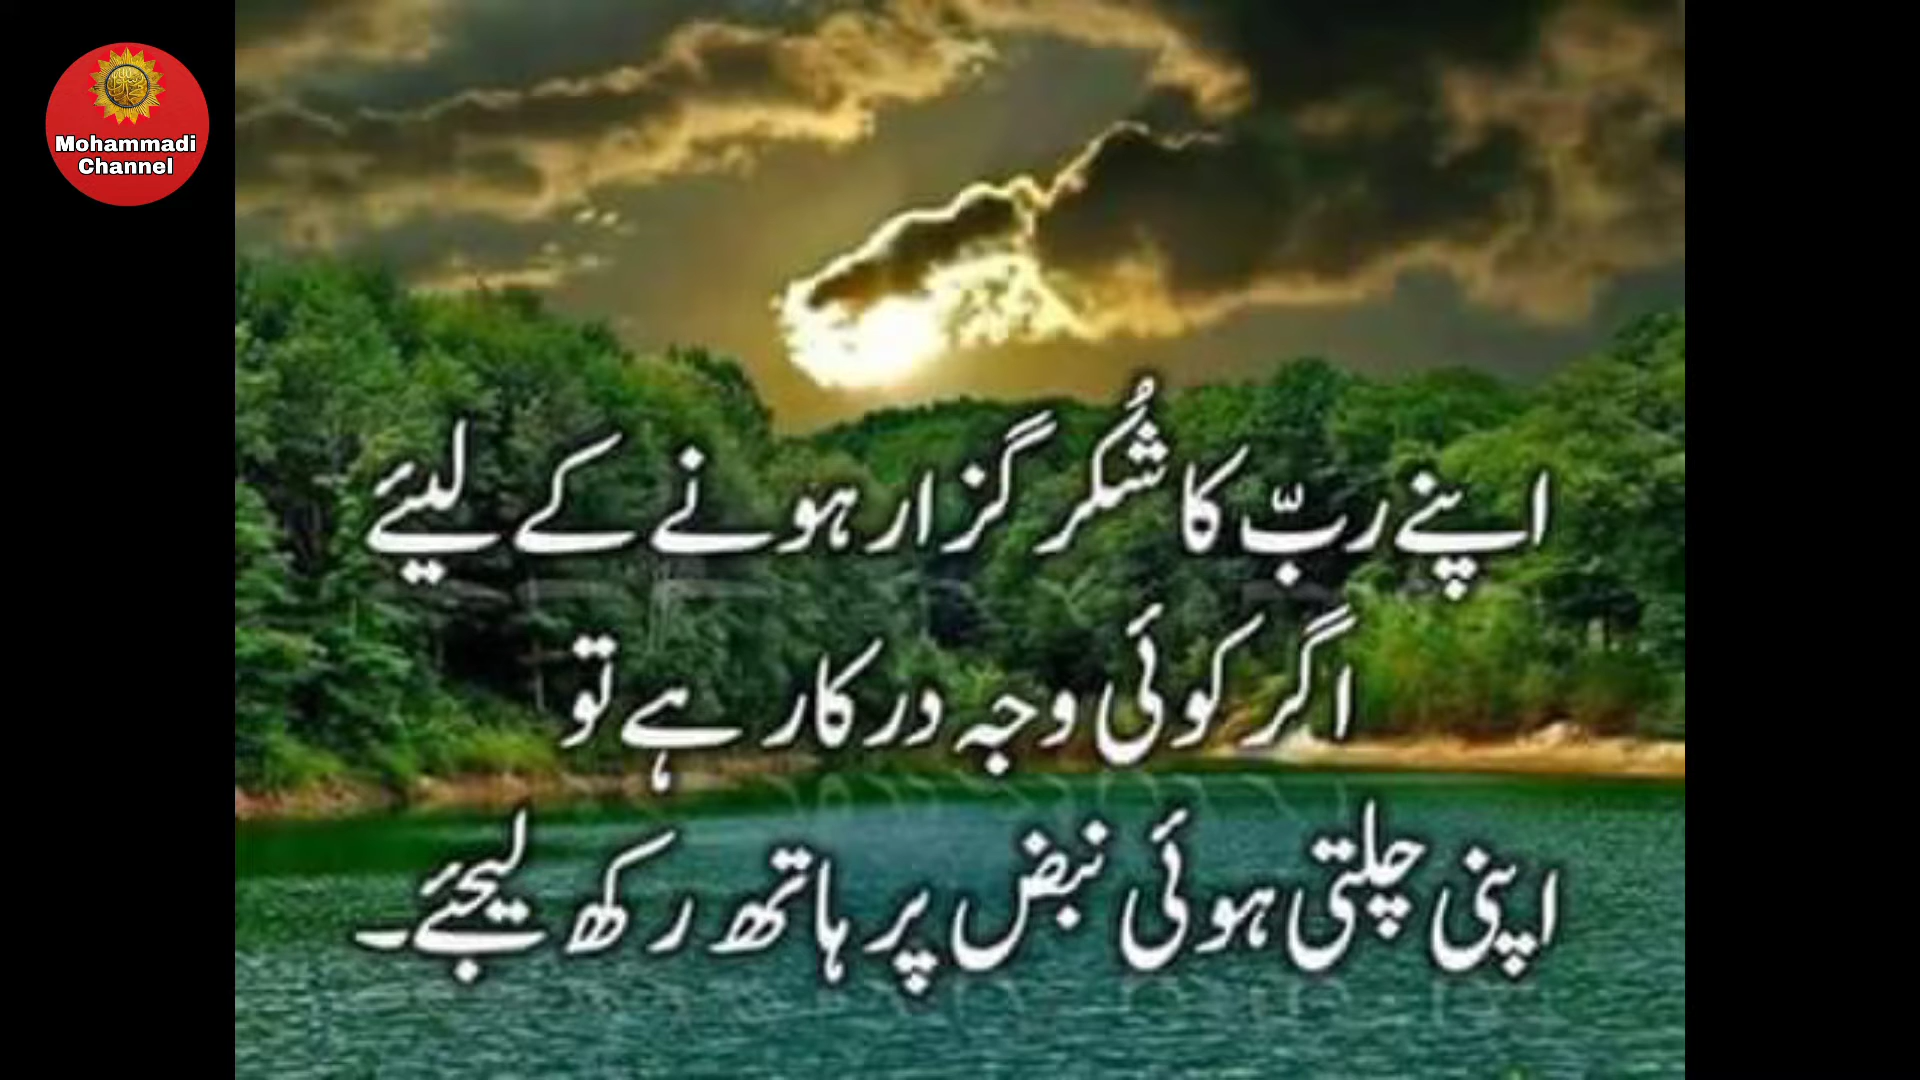 Mohammadi
Channel
اپنے ربّ کا شُکر گزار ہونے کے لیئے
اگر کوئی وجہ درکار ہے تو
اپنی چلتی ہوئی نبض پر ہاتھ رکھ لیجئے۔